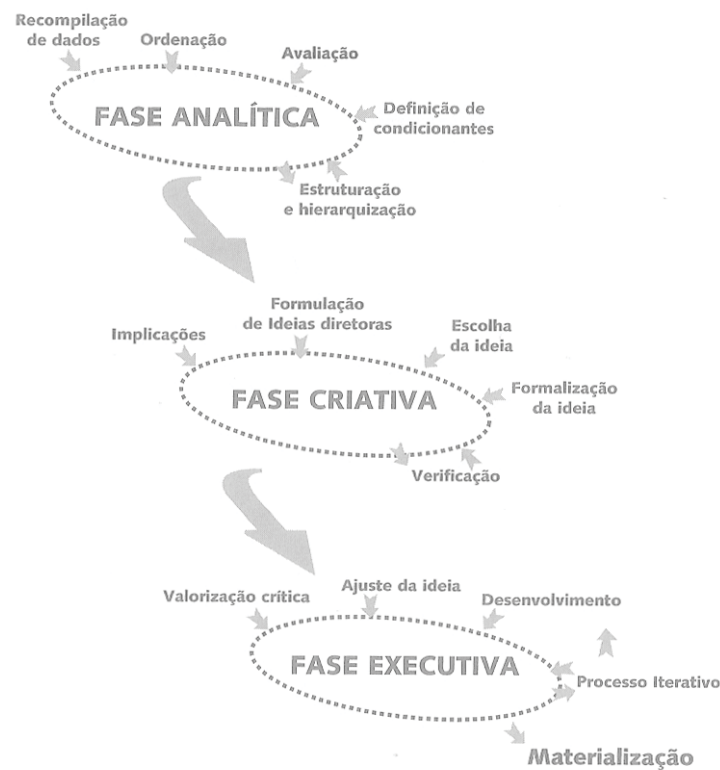 Recompilação
de dados
Ordenação
Avaliação
FASE ANALÍTICA
Definição de
condicionantes
Estruturação
e hierarquização
Formulação
de Ideias diretoras
Implicações
Escolha
da ideia
FASE CRIATIVA
Formalização
da ideia
Verificação
Valorização crítica
Ajuste da ideia
Desenvolvimento
FASE EXECUTIVA
Processo Iterativo
Materialização